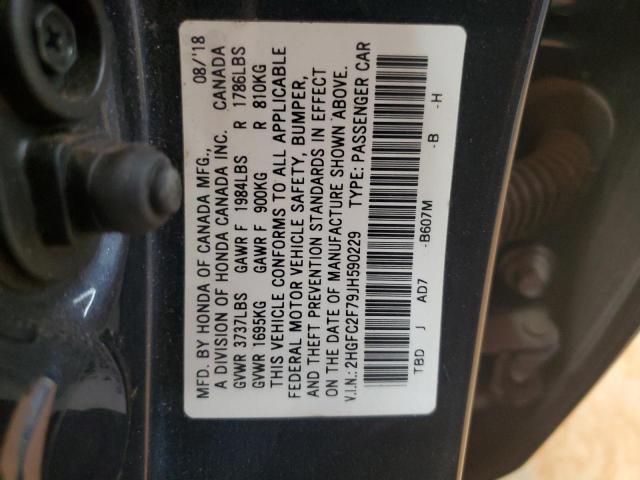 MFD. BY HONDA OF CANADA MFG., 08/'18
A DIVISION OF HONDA CANADA INC. CANADA
GVWR 3737LBS GAWR F 1984LBS R 1786LBS
GVWR 1695KG GAWR F 900KG R 810KG
THIS VEHICLE CONFORMS TO ALL APPLICABLE
FEDERAL MOTOR VEHICLE SAFETY, BUMPER,
AND THEFT PREVENTION STANDARDS IN EFFECT
ON THE DATE OF MANUFACTURE SHOWN ABOVE.
V.I.N.: 2HGFC2F79JH590229 TYPE: PASSENGER CAR
TBD J AD7 -B607M -B -H